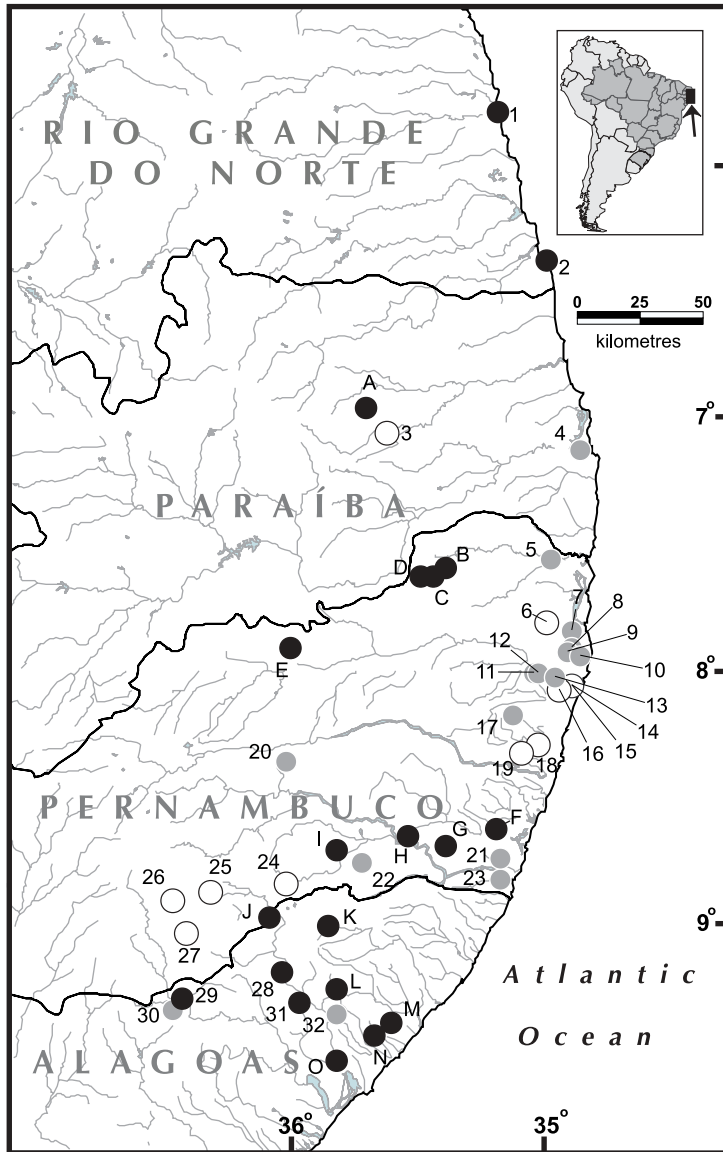 1
RIO GRANDE
DO NORTE
2
0 25 50
kilometres
A
3
7°
4
PARAÍBA
B
D
C
5
7
8
6
9
E
12
10
8°
11
13
14
15
16
17
20
18
19
PERNAMBUCO
F
G
H
I
21
22
23
24
25
26
27
J
K
9°
28
L
29
31
32
30
M
N
O
ALAGOAS
Atlantic
Ocean
36° 35°